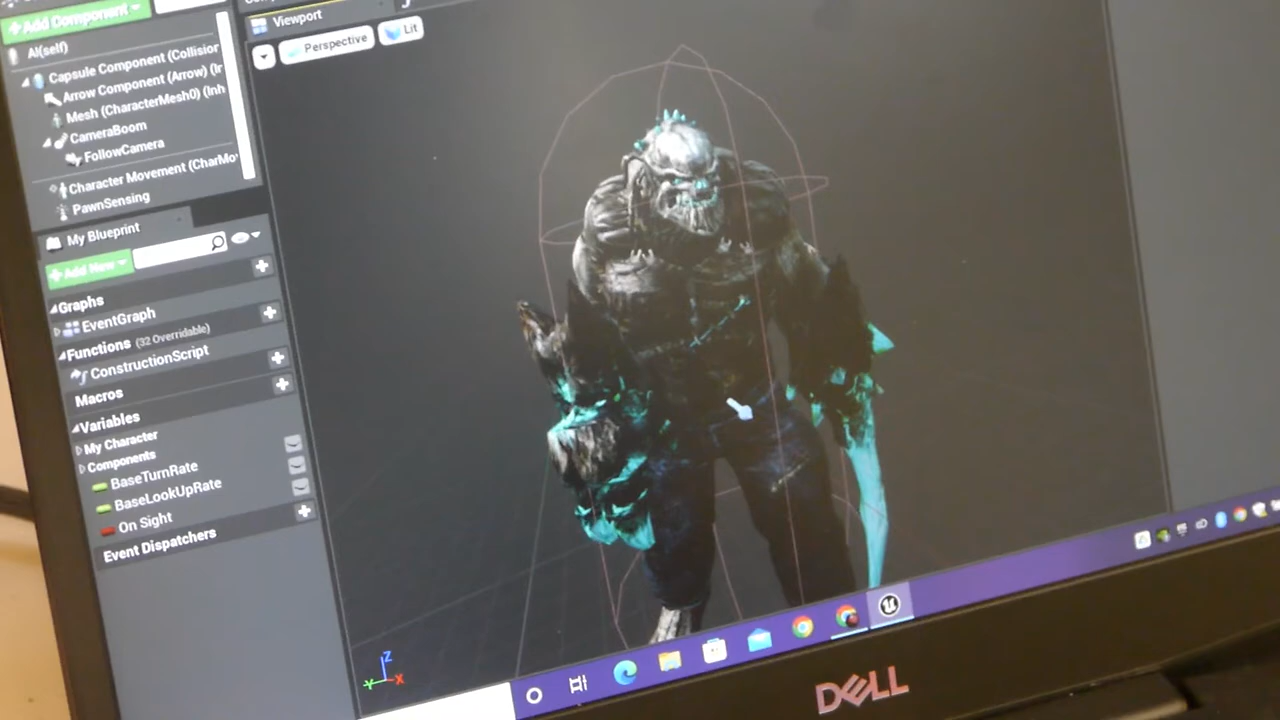 Add Component
AI(self)
Capsule Component (Collision
Arrow Component (Arrow) (Ir
Mesh (CharacterMesh0) (Inh
CameraBoom
FollowCamera
Character Movement (CharMo
PawnSensing
My Blueprint
Add New
Graphs
EventGraph
Functions (32 Overridable)
ConstructionScript
Macros
Variables
My Character
Components
BaseTurnRate
BaseLookUpRate
On Sight
Event Dispatchers
Viewport
Perspective
Lit
Z
Y
X
DELL